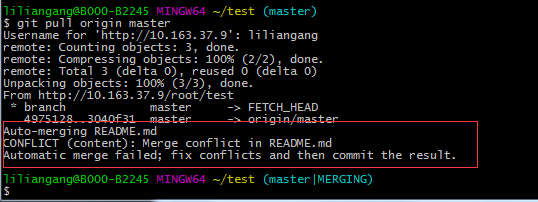 liliangang@B000-B2245 MINGW64 ~/test (master)
$ git pull origin master
Username for 'http://10.163.37.9': liliangang
remote: Counting objects: 3, done.
remote: Compressing objects: 100% (2/2), done.
remote: Total 3 (delta 0), reused 0 (delta 0)
Unpacking objects: 100% (3/3), done.
From http://10.163.37.9/root/test
 * branch            master     -> FETCH_HEAD
   4975128..3040f31  master     -> origin/master
Auto-merging README.md
CONFLICT (content): Merge conflict in README.md
Automatic merge failed; fix conflicts and then commit the result.
liliangang@B000-B2245 MINGW64 ~/test (master|MERGING)
$